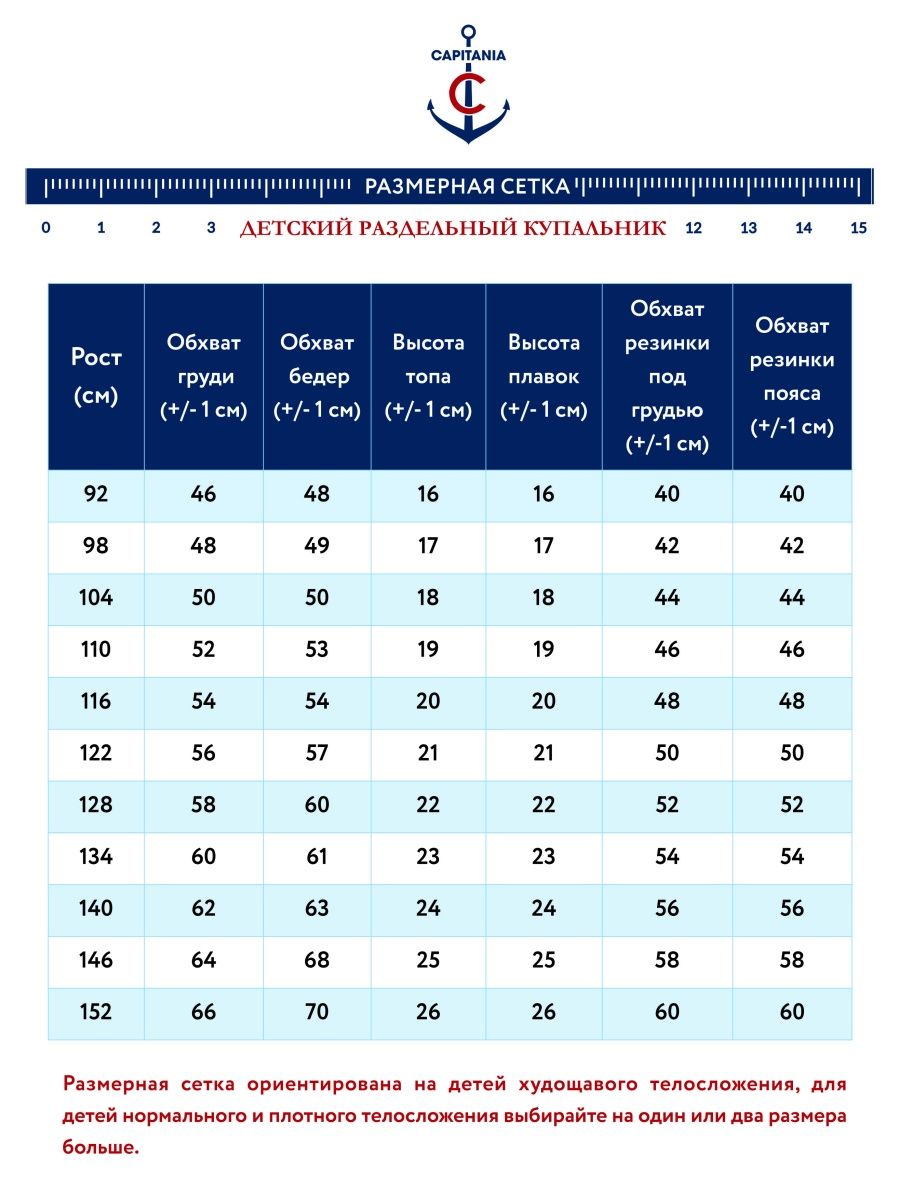 CAPITANIA
C
РАЗМЕРНАЯ СЕТКА
0 1 2 3 ДЕТСКИЙ РАЗДЕЛЬНЫЙ КУПАЛЬНИК 12 13 14 15
Рост
(см)
Обхват
груди
(+/- 1 см)
Обхват
бедер
(+/- 1 см)
Высота
топа
(+/- 1 см)
Высота
плавок
(+/- 1 см)
Обхват
резинки
под
грудью
(+/-1 см)
Обхват
резинки
пояса
(+/-1 см)
92 46 48 16 16 40 40
98 48 49 17 17 42 42
104 50 50 18 18 44 44
110 52 53 19 19 46 46
116 54 54 20 20 48 48
122 56 57 21 21 50 50
128 58 60 22 22 52 52
134 60 61 23 23 54 54
140 62 63 24 24 56 56
146 64 68 25 25 58 58
152 66 70 26 26 60 60
Размерная сетка ориентирована на детей худощавого телосложения, для
детей нормального и плотного телосложения выбирайте на один или два размера
больше.